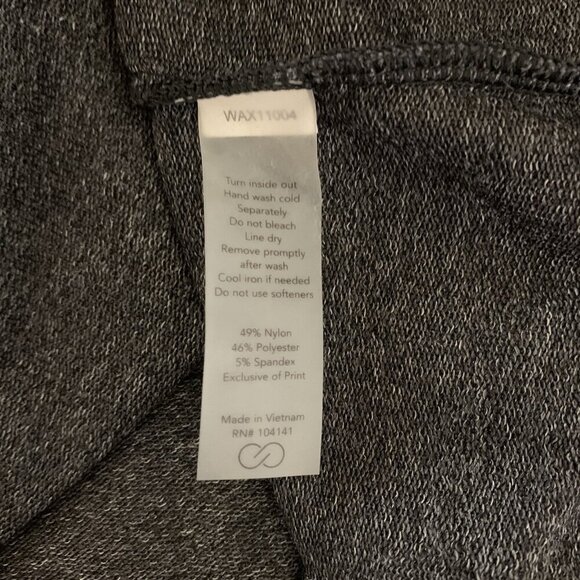 WAX11004
Turn inside out
Hand wash cold
Separately
Do not bleach
Line dry
Remove promptly
after wash
Cool iron if needed
Do not use softeners
49% Nylon
46% Polyester
5% Spandex
Exclusive of Print
Made in Vietnam
RN# 104141